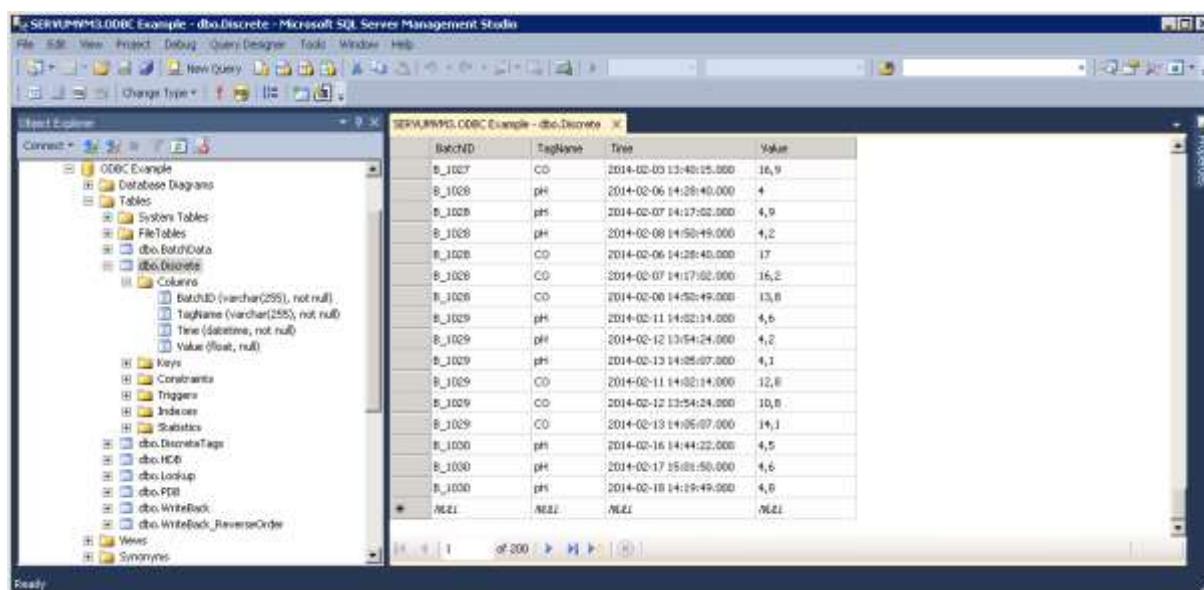 SERVUMVM3.ODBC Example - dbo.Discrete - Microsoft SQL Server Management Studio
File Edit View Project Debug Query Designer Tools Window Help
New Query
Change Type
Object Explorer
SERVUMVM3.ODBC Example - dbo.Discrete
Connect
BatchID TagName Time Value
ODBC Example
Database Diagrams
Tables
System Tables
FileTables
dbo.BatchData
dbo.Discrete
Columns
BatchID (varchar(255), not null)
TagName (varchar(255), not null)
Time (datetime, not null)
Value (float, null)
Keys
Constraints
Triggers
Indexes
Statistics
dbo.DiscreteTags
dbo.HDB
dbo.Lookup
dbo.PDB
dbo.WriteBack
dbo.WriteBack_ReverseOrder
Views
Synonyms
B_1027 CO 2014-02-03 13:40:15.000 16,9
B_1028 pH 2014-02-06 14:28:40.000 4
B_1028 pH 2014-02-07 14:17:02.000 4,9
B_1028 pH 2014-02-08 14:50:49.000 4,2
B_1028 CO 2014-02-06 14:28:40.000 17
B_1028 CO 2014-02-07 14:17:02.000 16,2
B_1028 CO 2014-02-08 14:50:49.000 13,8
B_1029 pH 2014-02-11 14:02:14.000 4,6
B_1029 pH 2014-02-12 13:54:24.000 4,2
B_1029 pH 2014-02-13 14:05:07.000 4,1
B_1029 CO 2014-02-11 14:02:14.000 12,8
B_1029 CO 2014-02-12 13:54:24.000 10,8
B_1029 CO 2014-02-13 14:05:07.000 14,1
B_1030 pH 2014-02-16 14:44:22.000 4,5
B_1030 pH 2014-02-17 15:01:50.000 4,6
B_1030 pH 2014-02-18 14:19:49.000 4,8
NULL NULL NULL NULL
1 of 200
Ready